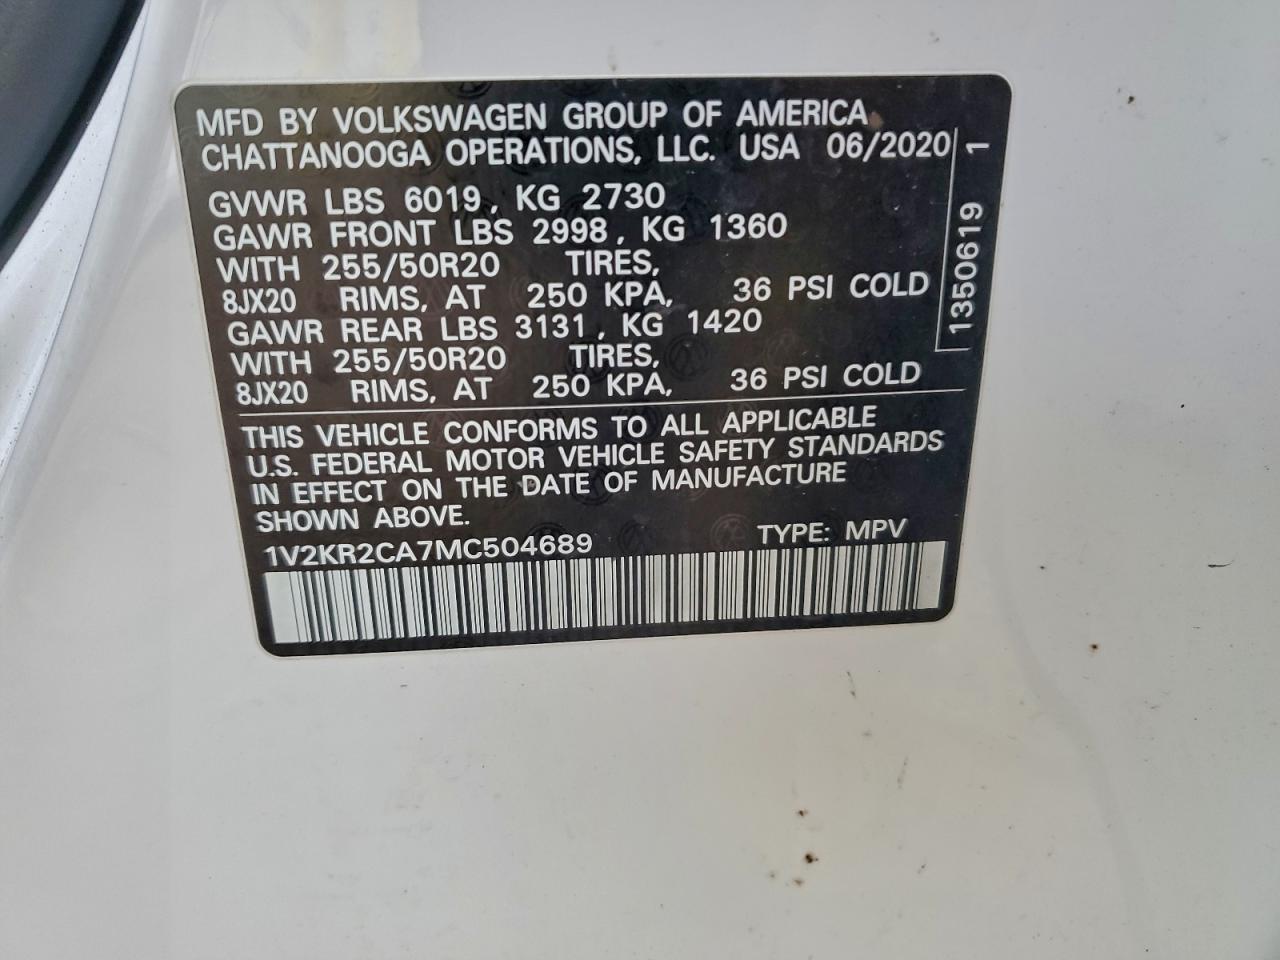 MFD BY VOLKSWAGEN GROUP OF AMERICA
CHATTANOOGA OPERATIONS, LLC. USA 06/2020
GVWR LBS 6019, KG 2730
GAWR FRONT LBS 2998, KG 1360
WITH 255/50R20 TIRES,
8JX20 RIMS, AT 250 KPA, 36 PSI COLD
GAWR REAR LBS 3131, KG 1420
WITH 255/50R20 TIRES,
8JX20 RIMS, AT 250 KPA, 36 PSI COLD
1350619 1
THIS VEHICLE CONFORMS TO ALL APPLICABLE
U.S. FEDERAL MOTOR VEHICLE SAFETY STANDARDS
IN EFFECT ON THE DATE OF MANUFACTURE
SHOWN ABOVE.
1V2KR2CA7MC504689 TYPE: MPV